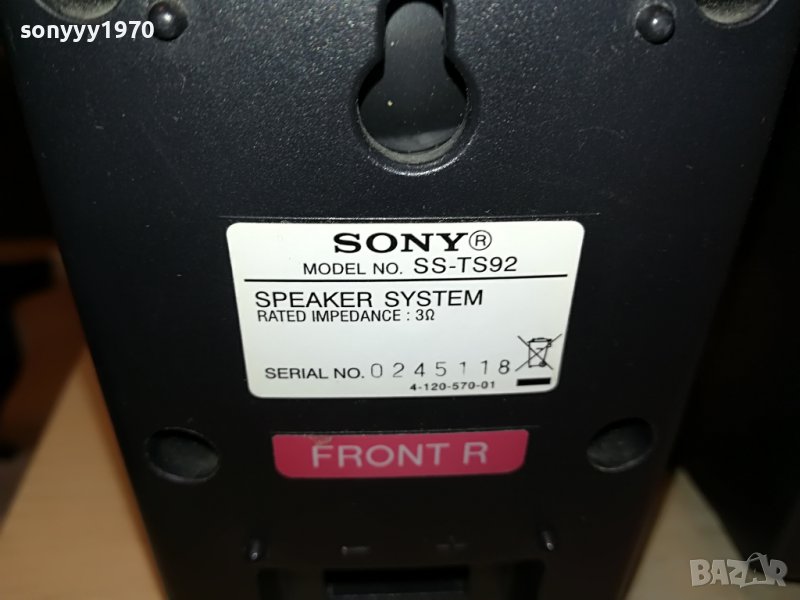 sonyyy1970
SONY®
MODEL NO. SS-TS92
SPEAKER SYSTEM
RATED IMPEDANCE : 3Ω
SERIAL NO. 0245118
4-120-570-01
FRONT R
− +
BAZAR